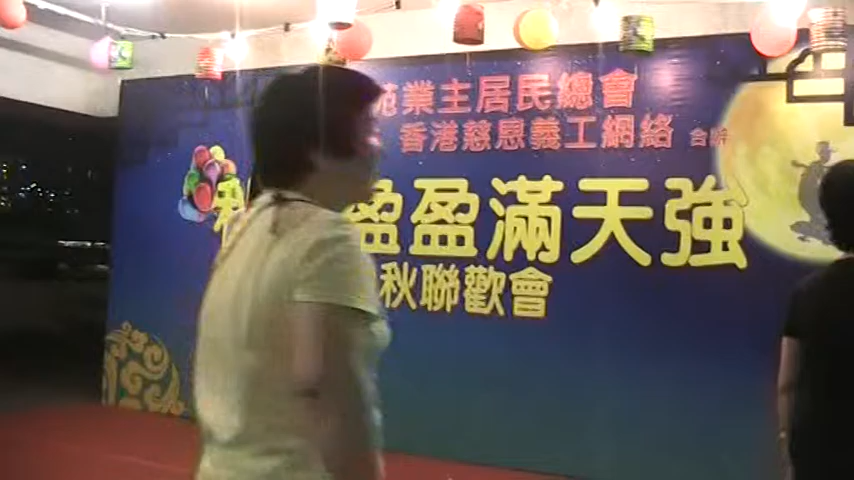 苑業主居民總會
香港慈恩義工網絡 合辦
盈盈滿天強
秋聯歡會